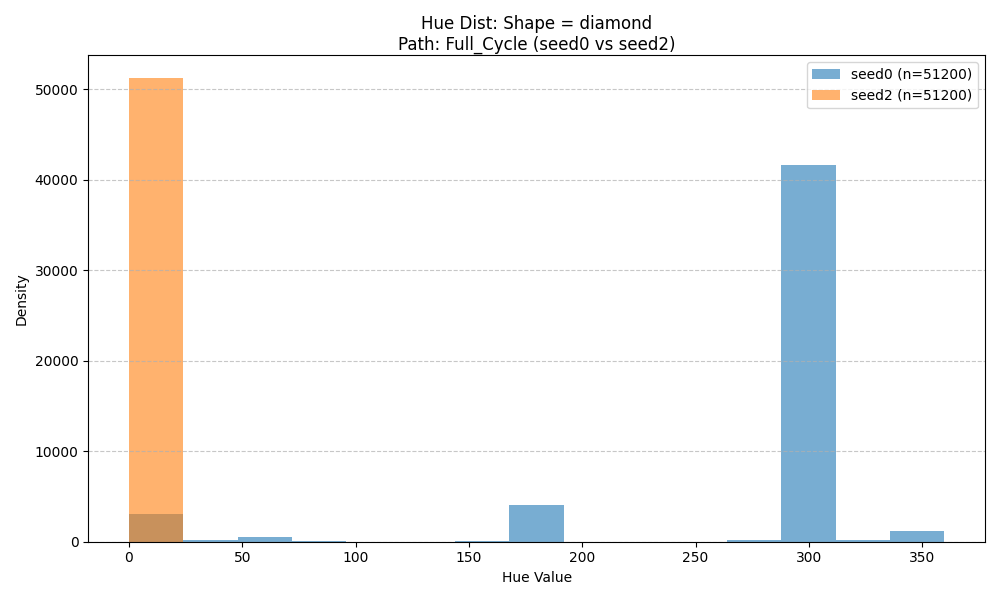 Hue Dist: Shape = diamond
Path: Full_Cycle (seed0 vs seed2)
seed0 (n=51200)
seed2 (n=51200)
Density
50000
40000
30000
20000
10000
0
0 50 100 150 200 250 300 350
Hue Value